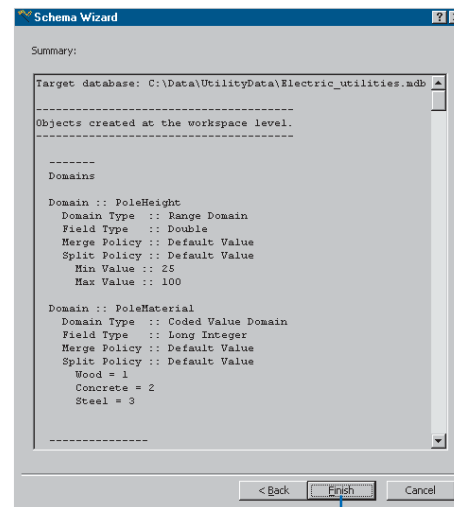 Schema Wizard
Summary:
Target database: C:\Data\UtilityData\Electric_utilities.mdb
---------------------------------------
Objects created at the workspace level.
---------------------------------------
-------
Domains
Domain :: PoleHeight
Domain Type :: Range Domain
Field Type :: Double
Merge Policy :: Default Value
Split Policy :: Default Value
Min Value :: 25
Max Value :: 100
Domain :: PoleMaterial
Domain Type :: Coded Value Domain
Field Type :: Long Integer
Merge Policy :: Default Value
Split Policy :: Default Value
Wood = 1
Concrete = 2
Steel = 3
---------------
< Back Finish Cancel